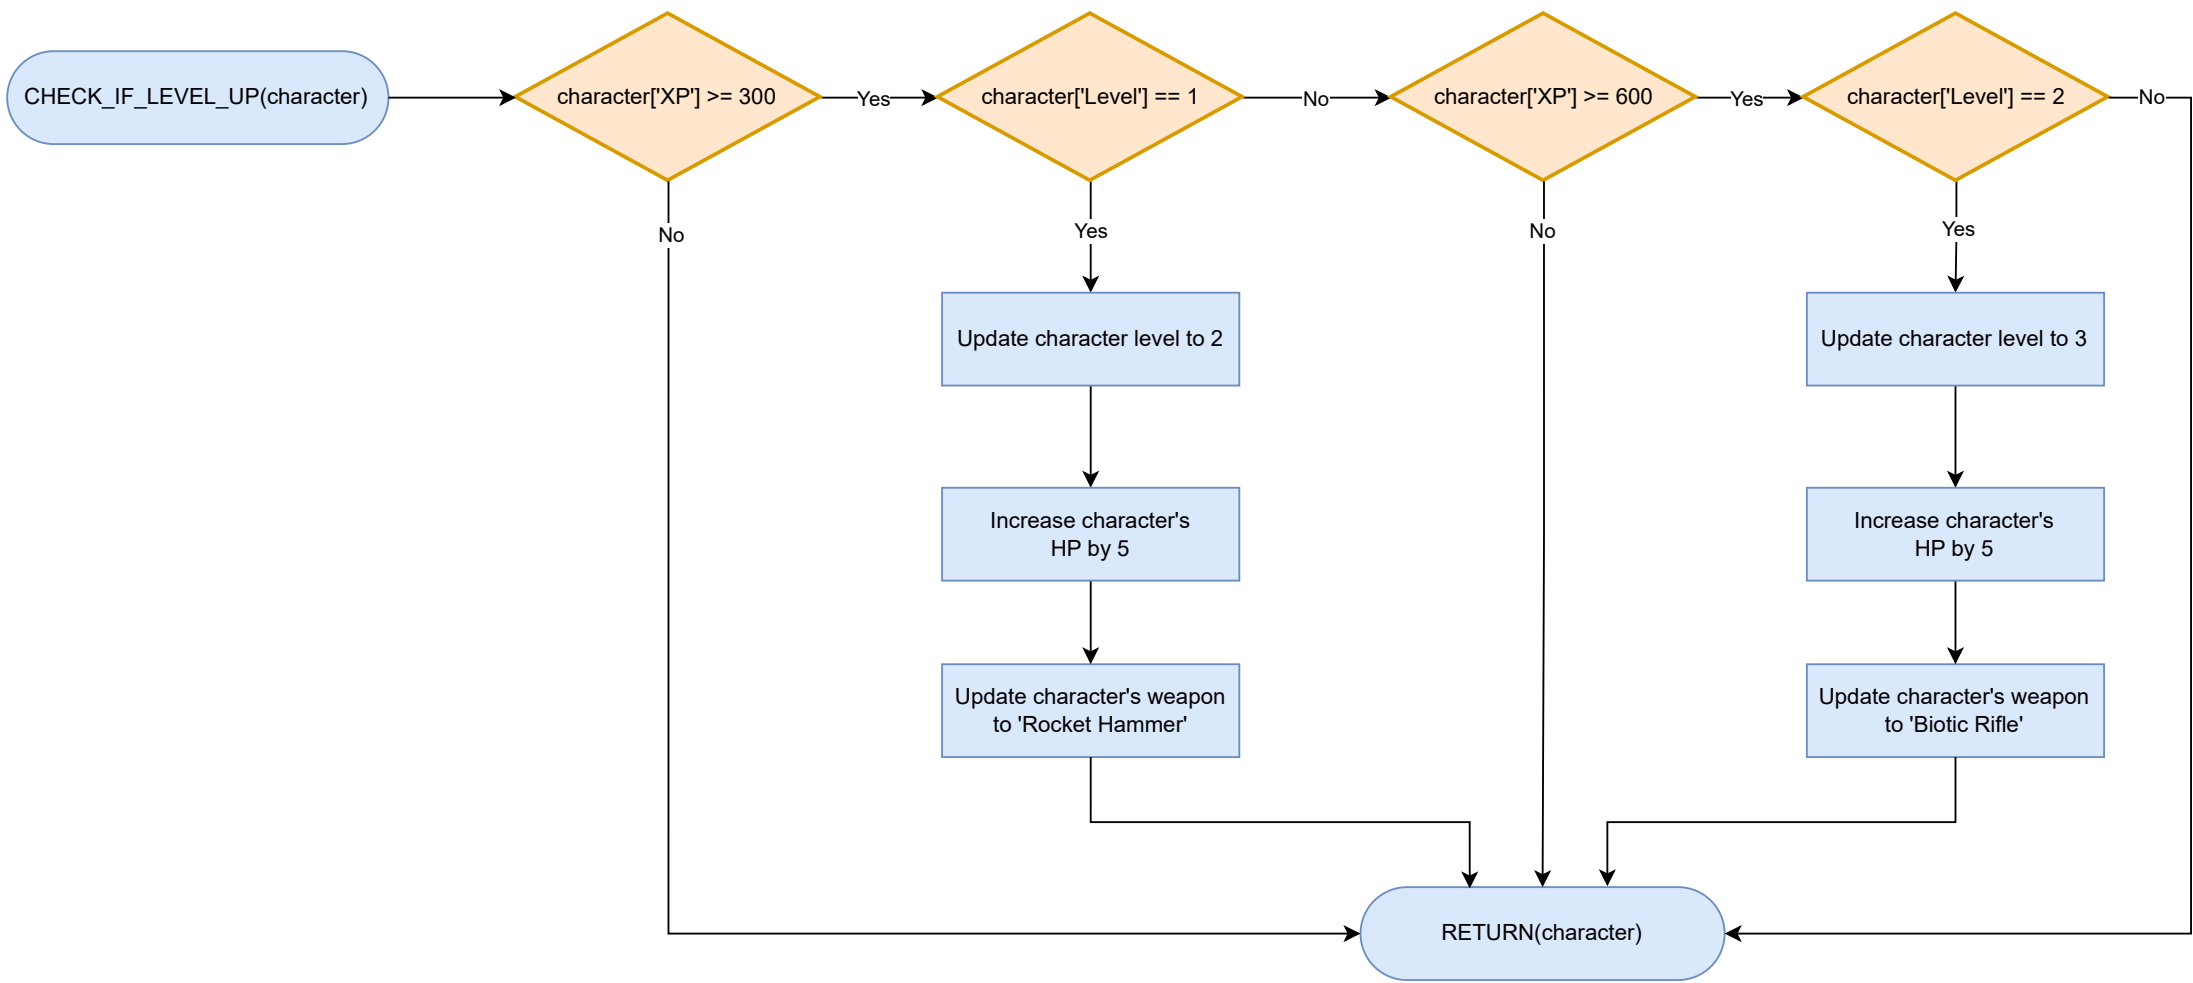 CHECK_IF_LEVEL_UP(character)
character['XP'] >= 300
Yes
character['Level'] == 1
No
character['XP'] >= 600
Yes
character['Level'] == 2
No
No
Yes
No
Yes
Update character level to 2
Update character level to 3
Increase character's
HP by 5
Increase character's
HP by 5
Update character's weapon
to 'Rocket Hammer'
Update character's weapon
to 'Biotic Rifle'
RETURN(character)